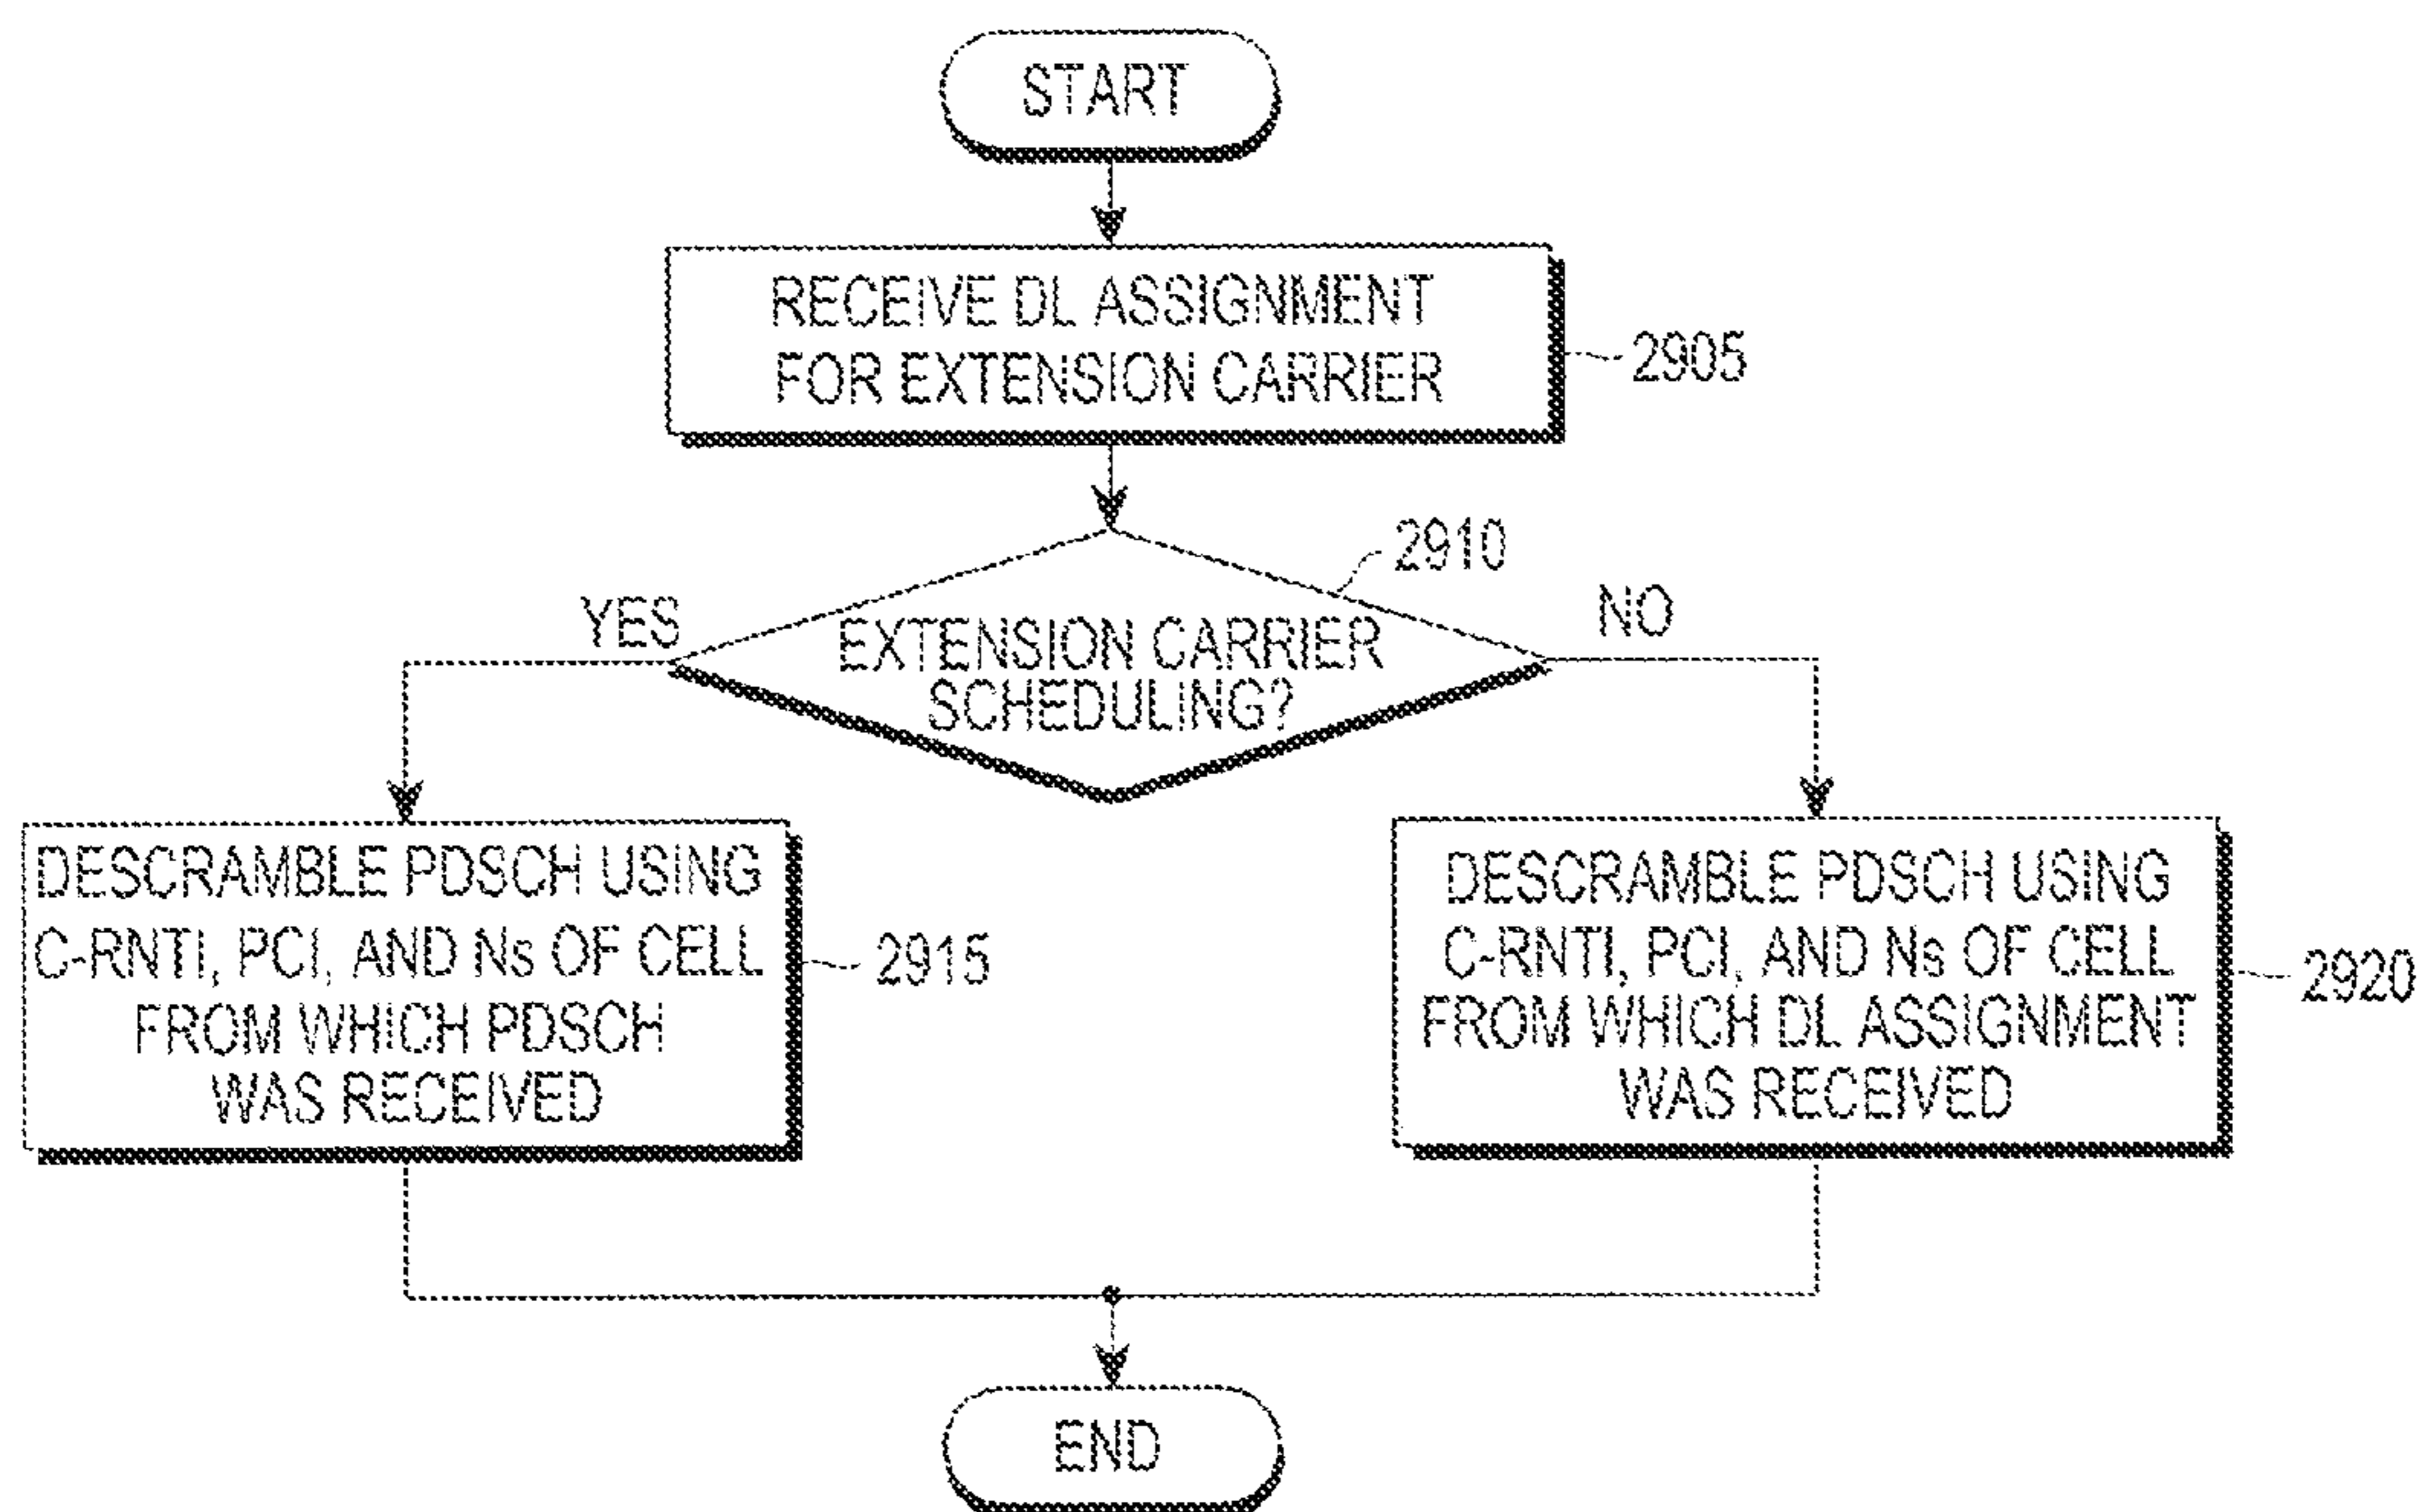 START
RECEIVE DL ASSIGNMENT
FOR EXTENSION CARRIER
2905
2910
YES
NO
EXTENSION CARRIER
SCHEDULING?
DESCRAMBLE PDSCH USING
C-RNTI, PCI, AND Ns OF CELL
FROM WHICH PDSCH
WAS RECEIVED
2915
DESCRAMBLE PDSCH USING
C-RNTI, PCI, AND Ns OF CELL
FROM WHICH DL ASSIGNMENT
WAS RECEIVED
2920
END